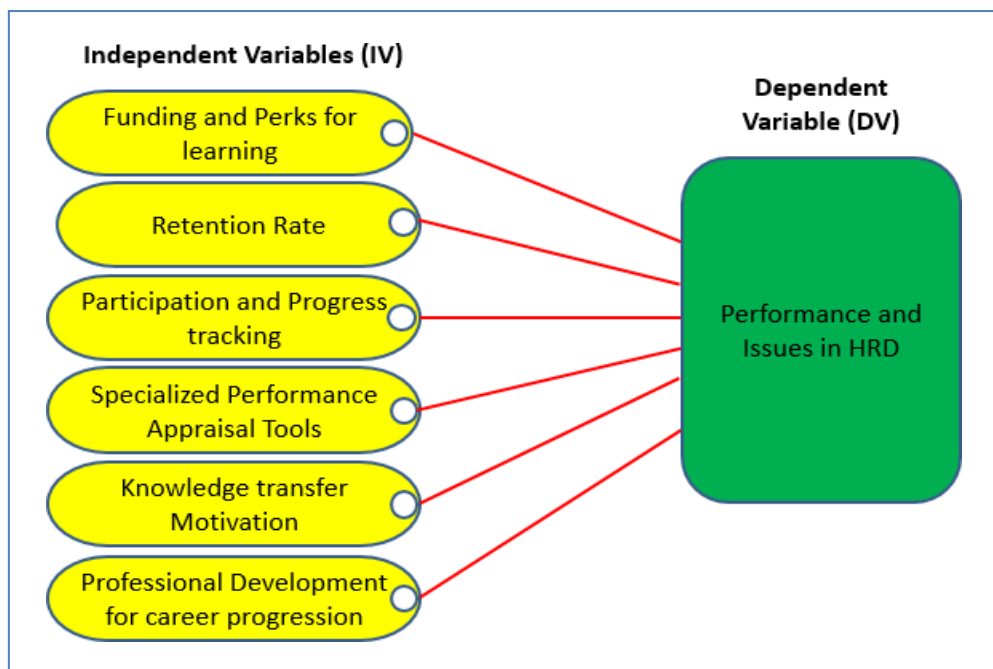 Independent Variables (IV)
Funding and Perks for
learning
Retention Rate
Participation and Progress
tracking
Specialized Performance
Appraisal Tools
Knowledge transfer
Motivation
Professional Development
for career progression
Dependent
Variable (DV)
Performance and
Issues in HRD